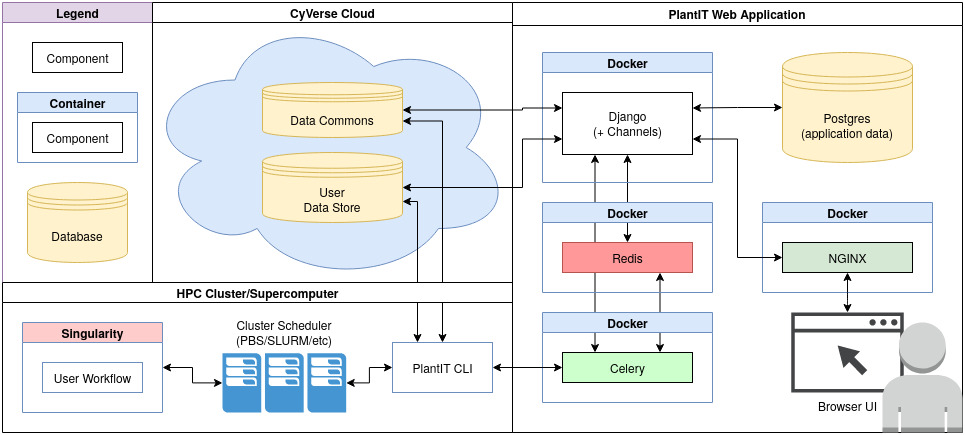 Legend
CyVerse Cloud
PlantIT Web Application
Component
Container
Component
Database
Data Commons
User
Data Store
Docker
Django
(+ Channels)
Postgres
(application data)
Docker
Redis
Docker
NGINX
Docker
Celery
Browser UI
HPC Cluster/Supercomputer
Singularity
User Workflow
Cluster Scheduler
(PBS/SLURM/etc)
PlantIT CLI